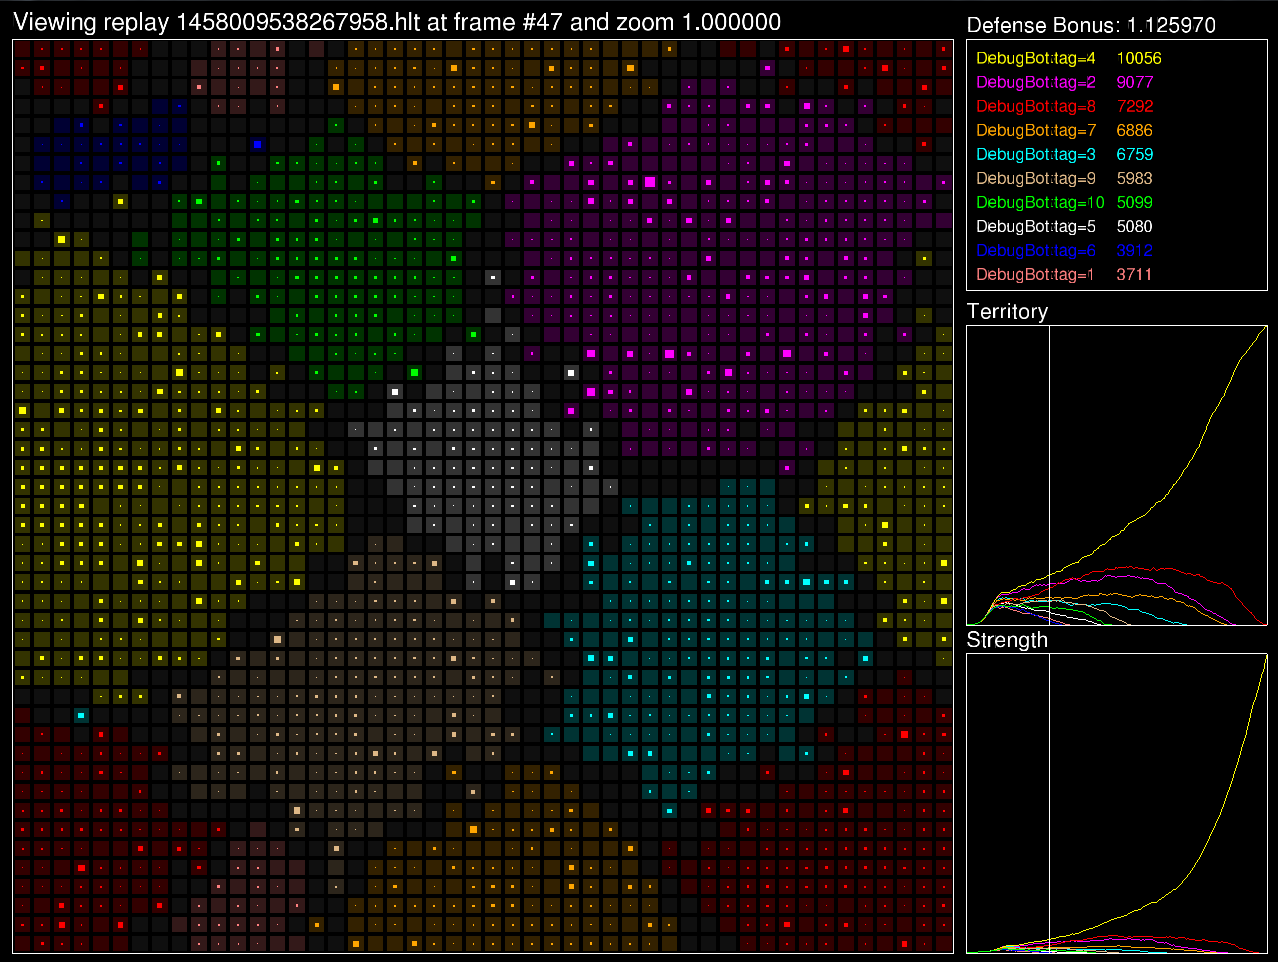 Viewing replay 1458009538267958.hlt at frame #47 and zoom 1.000000
Defense Bonus: 1.125970
DebugBot:tag=4 10056
DebugBot:tag=2 9077
DebugBot:tag=8 7292
DebugBot:tag=7 6886
DebugBot:tag=3 6759
DebugBot:tag=9 5983
DebugBot:tag=10 5099
DebugBot:tag=5 5080
DebugBot:tag=6 3912
DebugBot:tag=1 3711
Territory
Strength